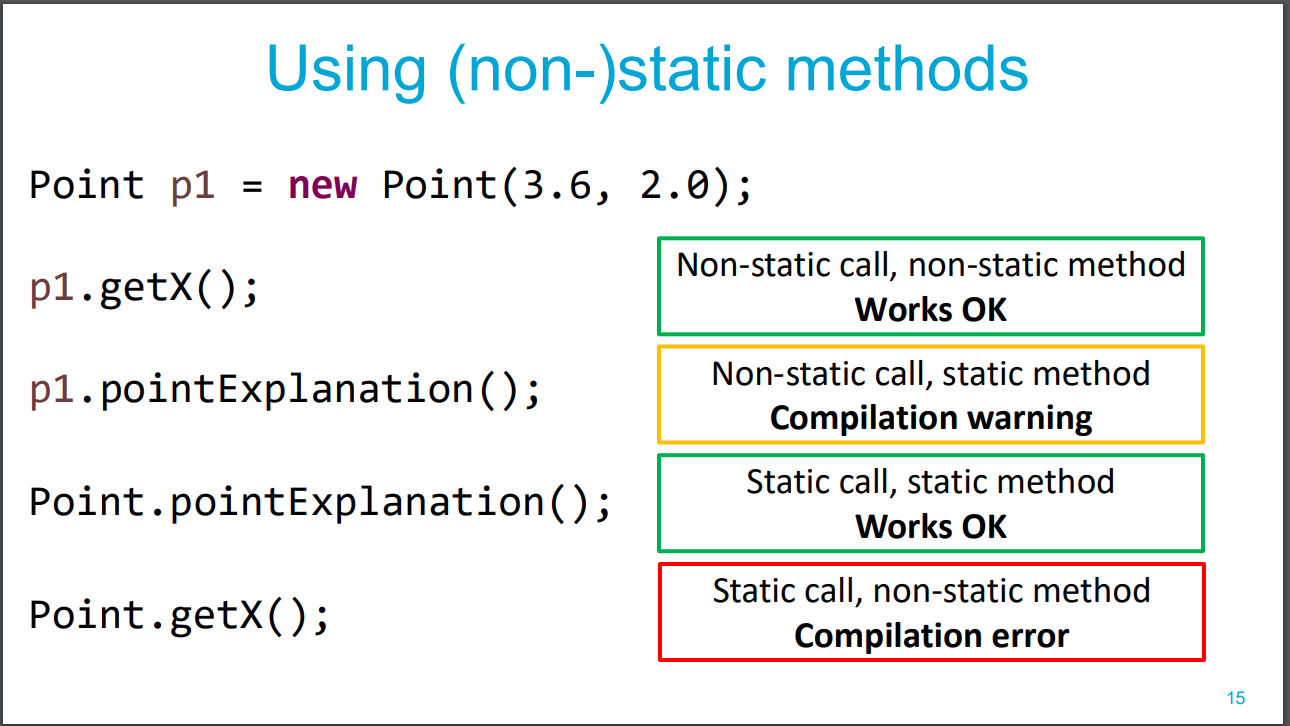 Using (non-)static methods
Point p1 = new Point(3.6, 2.0);
p1.getX();
Non-static call, non-static method
Works OK
p1.pointExplanation();
Non-static call, static method
Compilation warning
Point.pointExplanation();
Static call, static method
Works OK
Point.getX();
Static call, non-static method
Compilation error
15